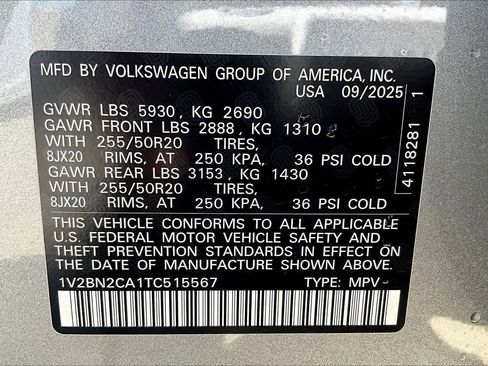 MFD BY VOLKSWAGEN GROUP OF AMERICA, INC.
USA 09/2025
GVWR LBS 5930, KG 2690
GAWR FRONT LBS 2888, KG 1310
WITH 255/50R20 TIRES,
8JX20 RIMS, AT 250 KPA, 36 PSI COLD
GAWR REAR LBS 3153, KG 1430
WITH 255/50R20 TIRES,
8JX20 RIMS, AT 250 KPA, 36 PSI COLD
THIS VEHICLE CONFORMS TO ALL APPLICABLE
U.S. FEDERAL MOTOR VEHICLE SAFETY AND
THEFT PREVENTION STANDARDS IN EFFECT ON
THE DATE OF MANUFACTURE SHOWN ABOVE.
1V2BN2CA1TC515567 TYPE: MPV
4118281 1